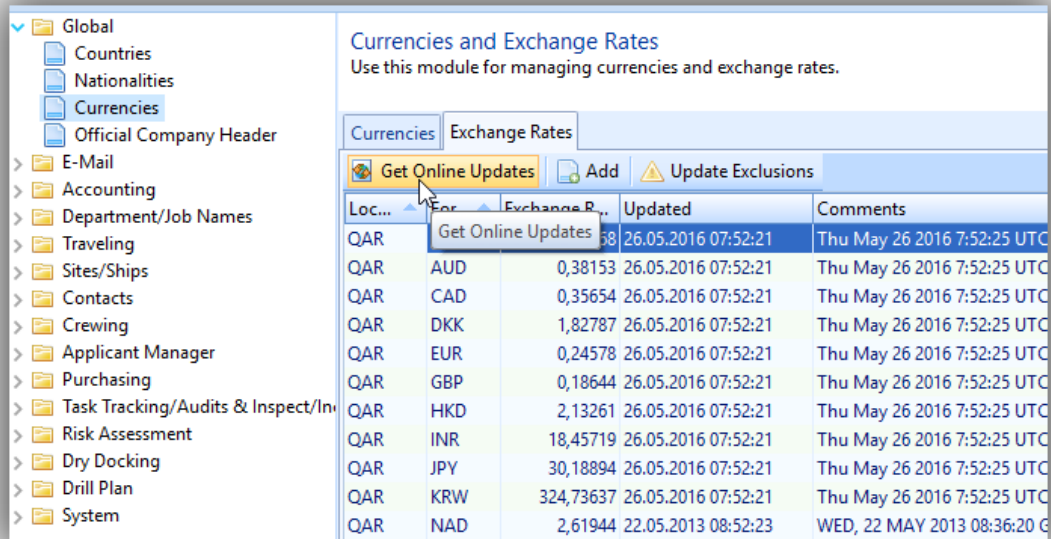 Global
Countries
Nationalities
Currencies
Official Company Header
E-Mail
Accounting
Department/Job Names
Traveling
Sites/Ships
Contacts
Crewing
Applicant Manager
Purchasing
Task Tracking/Audits & Inspect/In
Risk Assessment
Dry Docking
Drill Plan
System
Currencies and Exchange Rates
Use this module for managing currencies and exchange rates.
Currencies Exchange Rates
Get Online Updates Add Update Exclusions
Loc... For... Exchange R... Updated Comments
Get Online Updates
QAR 68 26.05.2016 07:52:21 Thu May 26 2016 7:52:25 UTC
QAR AUD 0,38153 26.05.2016 07:52:21 Thu May 26 2016 7:52:25 UTC
QAR CAD 0,35654 26.05.2016 07:52:21 Thu May 26 2016 7:52:25 UTC
QAR DKK 1,82787 26.05.2016 07:52:21 Thu May 26 2016 7:52:25 UTC
QAR EUR 0,24578 26.05.2016 07:52:21 Thu May 26 2016 7:52:25 UTC
QAR GBP 0,18644 26.05.2016 07:52:21 Thu May 26 2016 7:52:25 UTC
QAR HKD 2,13261 26.05.2016 07:52:21 Thu May 26 2016 7:52:25 UTC
QAR INR 18,45719 26.05.2016 07:52:21 Thu May 26 2016 7:52:25 UTC
QAR JPY 30,18894 26.05.2016 07:52:21 Thu May 26 2016 7:52:25 UTC
QAR KRW 324,73637 26.05.2016 07:52:21 Thu May 26 2016 7:52:25 UTC
QAR NAD 2,61944 22.05.2013 08:52:23 WED, 22 MAY 2013 08:36:20 G